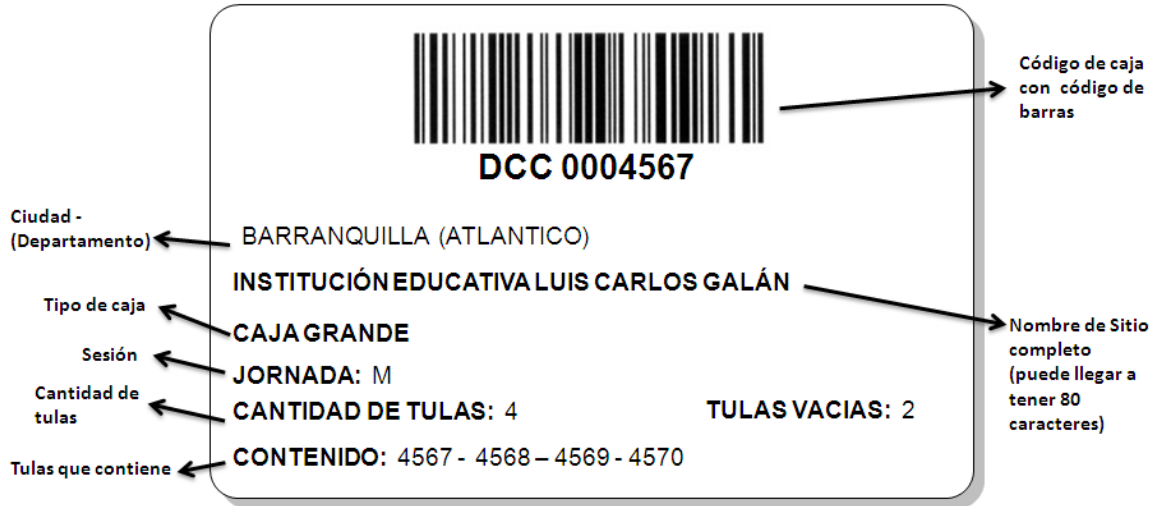 Código de caja
con código de
barras
DCC 0004567
Ciudad -
(Departamento)
BARRANQUILLA (ATLANTICO)
INSTITUCIÓN EDUCATIVA LUIS CARLOS GALÁN
Tipo de caja
CAJA GRANDE
Nombre de Sitio
completo
(puede llegar a
tener 80
caracteres)
Sesión
JORNADA: M
Cantidad de
tulas
CANTIDAD DE TULAS: 4 TULAS VACIAS: 2
Tulas que contiene
CONTENIDO: 4567 - 4568 – 4569 - 4570